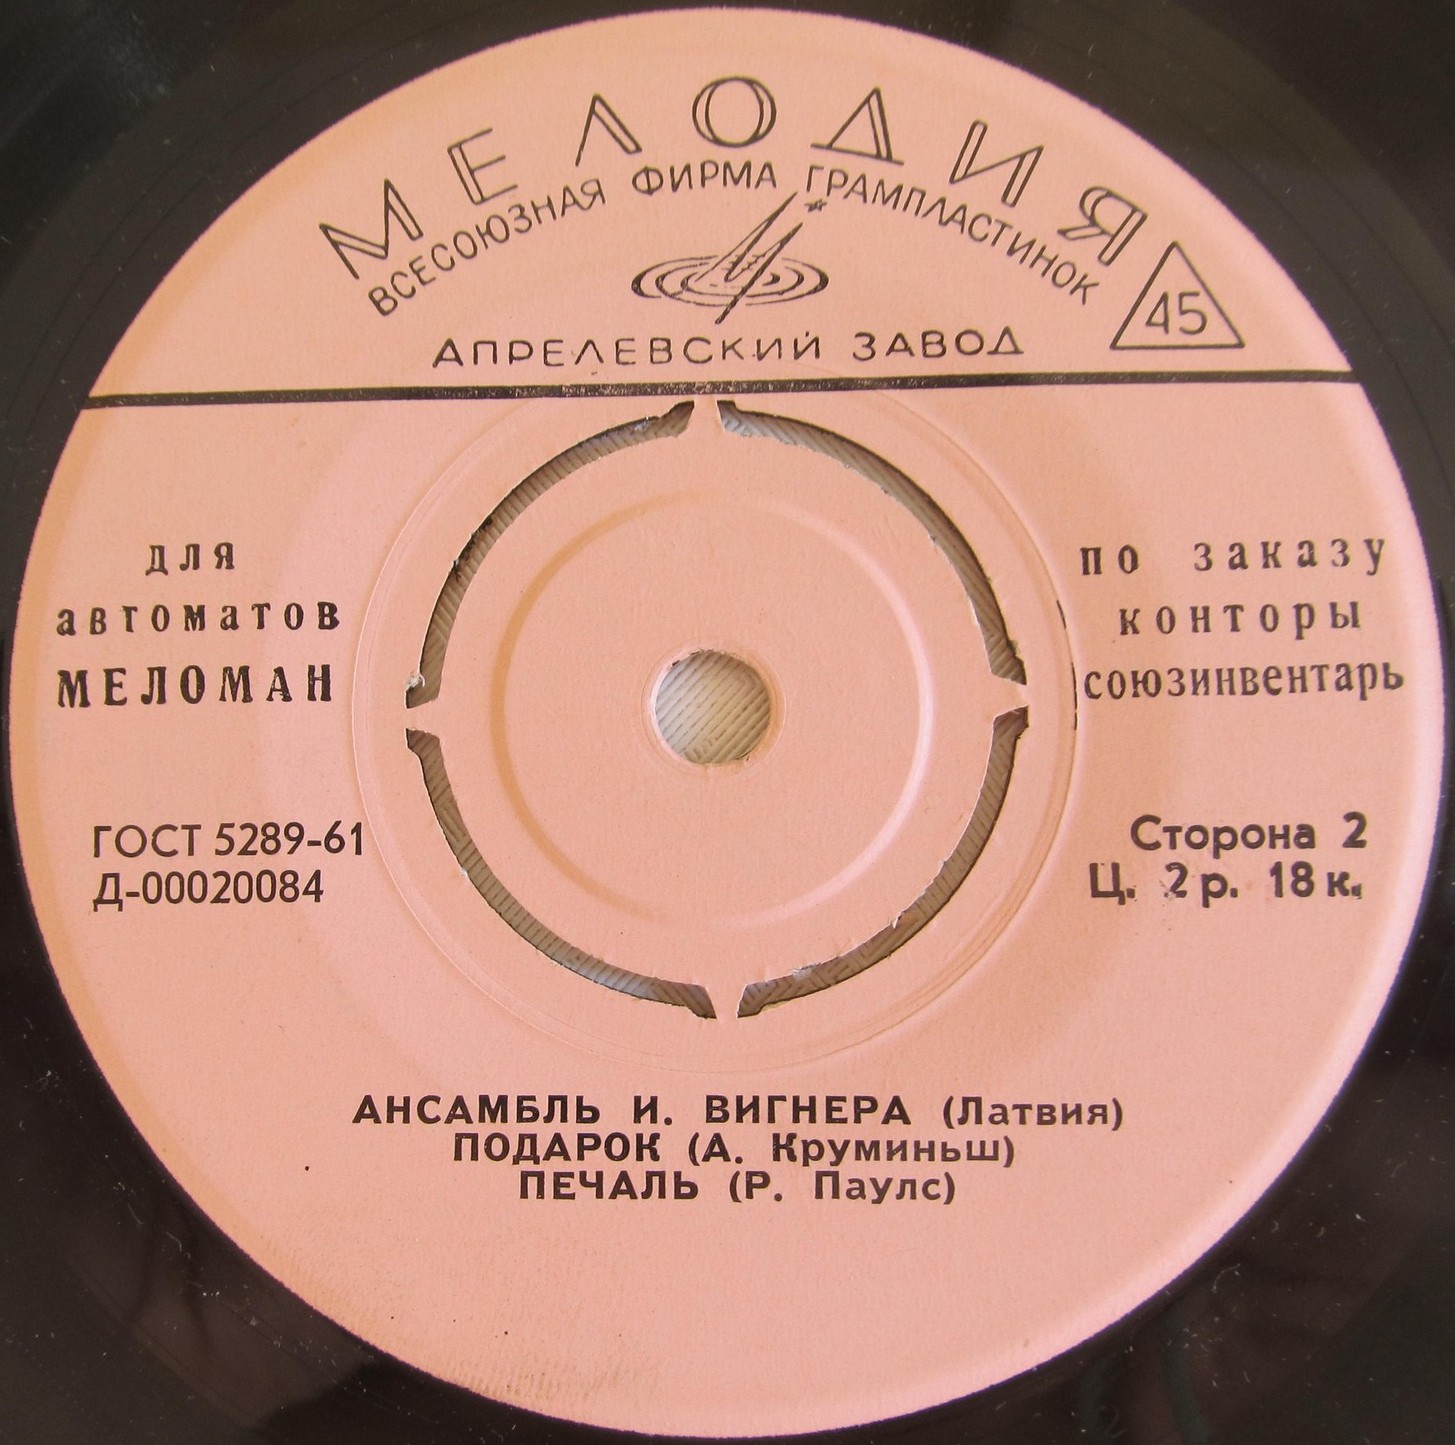 МЕЛОДИЯ
ВСЕСОЮЗНАЯ ФИРМА ГРАМПЛАСТИНОК
45
АПРЕЛЕВСКИЙ ЗАВОД
для
автоматов
МЕЛОМАН
по заказу
конторы
союзинвентарь
ГОСТ 5289-61
Д-00020084
Сторона 2
Ц. 2 р. 18 к.
АНСАМБЛЬ И. ВИГНЕРА (Латвия)
ПОДАРОК (А. Круминьш)
ПЕЧАЛЬ (Р. Паулс)